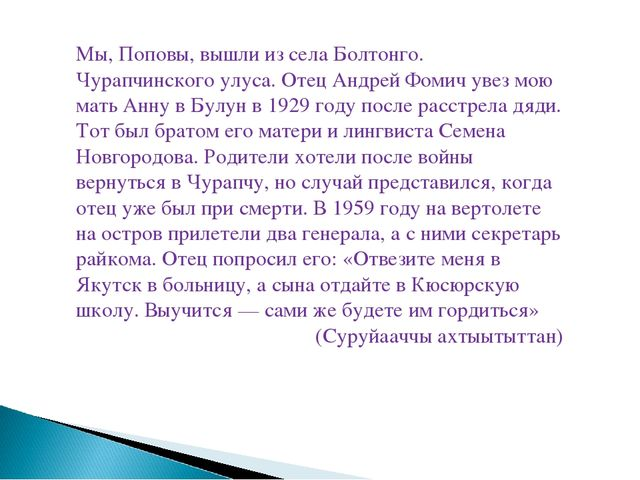 Мы, Поповы, вышли из села Болтонго.
Чурапчинского улуса. Отец Андрей Фомич увез мою
мать Анну в Булун в 1929 году после расстрела дяди.
Тот был братом его матери и лингвиста Семена
Новгородова. Родители хотели после войны
вернуться в Чурапчу, но случай представился, когда
отец уже был при смерти. В 1959 году на вертолете
на остров прилетели два генерала, а с ними секретарь
райкома. Отец попросил его: «Отвезите меня в
Якутск в больницу, а сына отдайте в Кюсюрскую
школу. Выучится — сами же будете им гордиться»
(Суруйааччы ахтыытыттан)